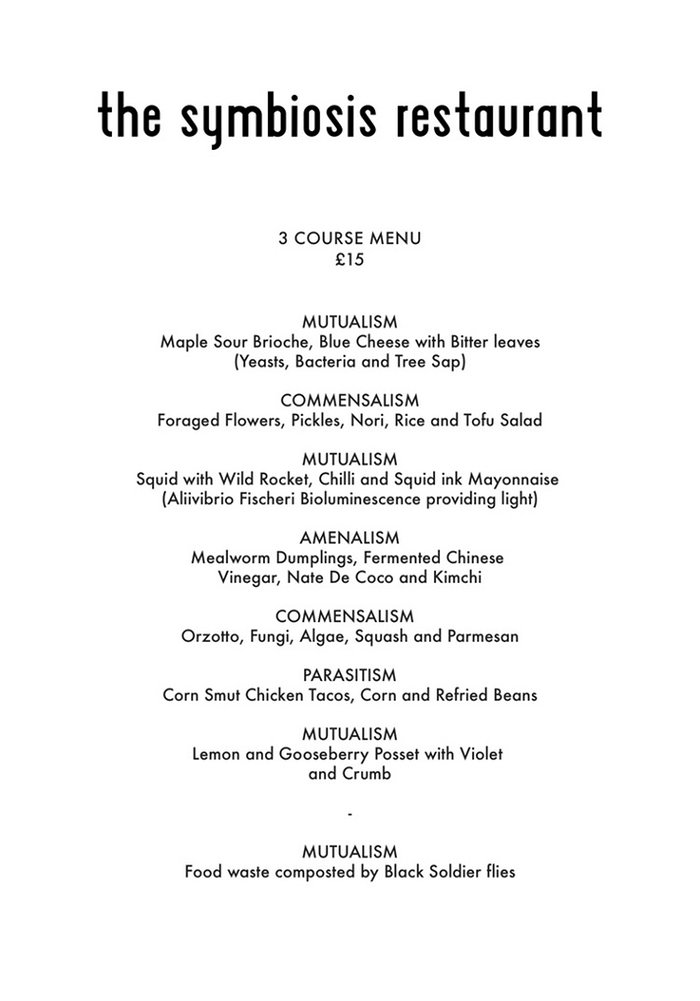 the symbiosis restaurant
3 COURSE MENU
£15
MUTUALISM
Maple Sour Brioche, Blue Cheese with Bitter leaves
(Yeasts, Bacteria and Tree Sap)
COMMENSALISM
Foraged Flowers, Pickles, Nori, Rice and Tofu Salad
MUTUALISM
Squid with Wild Rocket, Chilli and Squid ink Mayonnaise
(Aliivibrio Fischeri Bioluminescence providing light)
AMENALISM
Mealworm Dumplings, Fermented Chinese
Vinegar, Nate De Coco and Kimchi
COMMENSALISM
Orzotto, Fungi, Algae, Squash and Parmesan
PARASITISM
Corn Smut Chicken Tacos, Corn and Refried Beans
MUTUALISM
Lemon and Gooseberry Posset with Violet
and Crumb
-
MUTUALISM
Food waste composted by Black Soldier flies